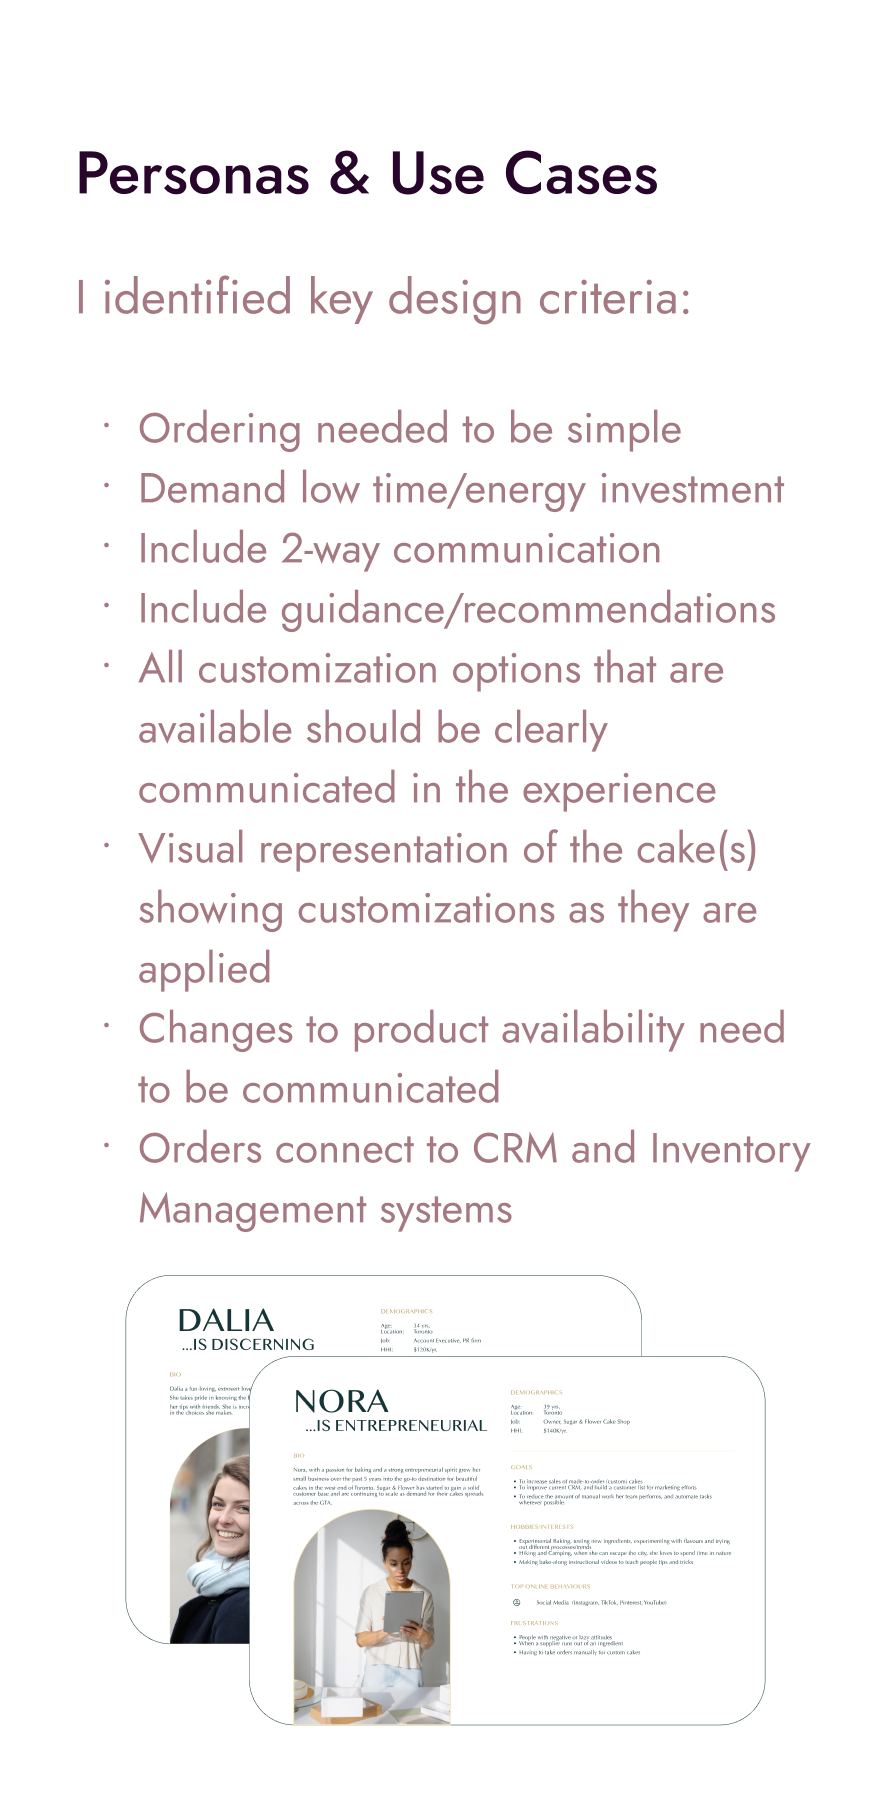 Personas & Use Cases
I identified key design criteria:
· Ordering needed to be simple
· Demand low time/energy investment
· Include 2-way communication
· Include guidance/recommendations
· All customization options that are
available should be clearly
communicated in the experience
· Visual representation of the cake(s)
showing customizations as they are
applied
· Changes to product availability need
to be communicated
· Orders connect to CRM and Inventory
Management systems
DALIA
...IS DISCERNING
BIO
Dalia a fun-loving, extrovert
She takes pride in knowing the
her tips with friends. She is
in the choices she makes.
DEMOGRAPHICS
Age: 34 yrs.
Location: Toronto
Job: Account Executive, PR firm
HHI: $120K/yr.
NORA
...IS ENTREPRENEURIAL
BIO
Nora, with a passion for baking and a strong entrepreneurial spirit grew her
small business over the past 5 years into the go-to destination for beautiful
cakes in the west end of Toronto. Sugar & Flower has started to gain a solid
customer base and are continuing to scale as demand for their cakes spreads
across the GTA.
DEMOGRAPHICS
Age: 39 yrs.
Location: Toronto
Job: Owner, Sugar & Flower Cake Shop
HHI: $140K/yr.
GOALS
• To increase sales of made-to-order (custom) cakes
• To improve current CRM, and build a customer list for marketing efforts
• To reduce the amount of manual work her team performs, and automate tasks
wherever possible.
HOBBIES/INTERESTS
• Experimental Baking, testing new ingredients, experimenting with flavours and trying
out different processes/trends
• Hiking and Camping, when she can escape the city, she loves to spend time in nature
• Making bake-along instructional videos to teach people tips and tricks
TOP ONLINE BEHAVIOURS
Social Media (Instagram, TikTok, Pinterest, YouTube)
FRUSTRATIONS
• People with negative or lazy attitudes
• When a supplier runs out of an ingredient
• Having to take orders manually for custom cakes